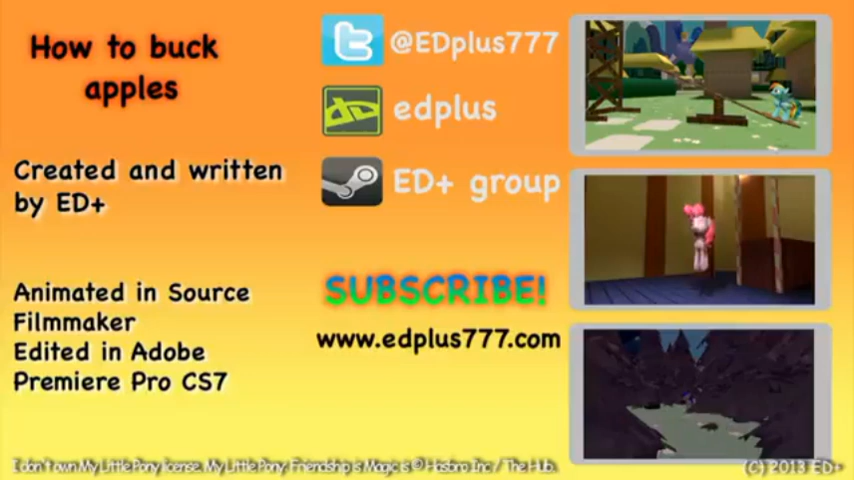 How to buck
apples
Created and written
by ED+
Animated in Source
Filmmaker
Edited in Adobe
Premiere Pro CS7
@EDplus777
edplus
ED+ group
SUBSCRIBE!
www.edplus777.com
I don't own My Little Pony license. My Little Pony Friendship is Magic is © Hasbro Inc / The Hub.
(C) 2013 ED+